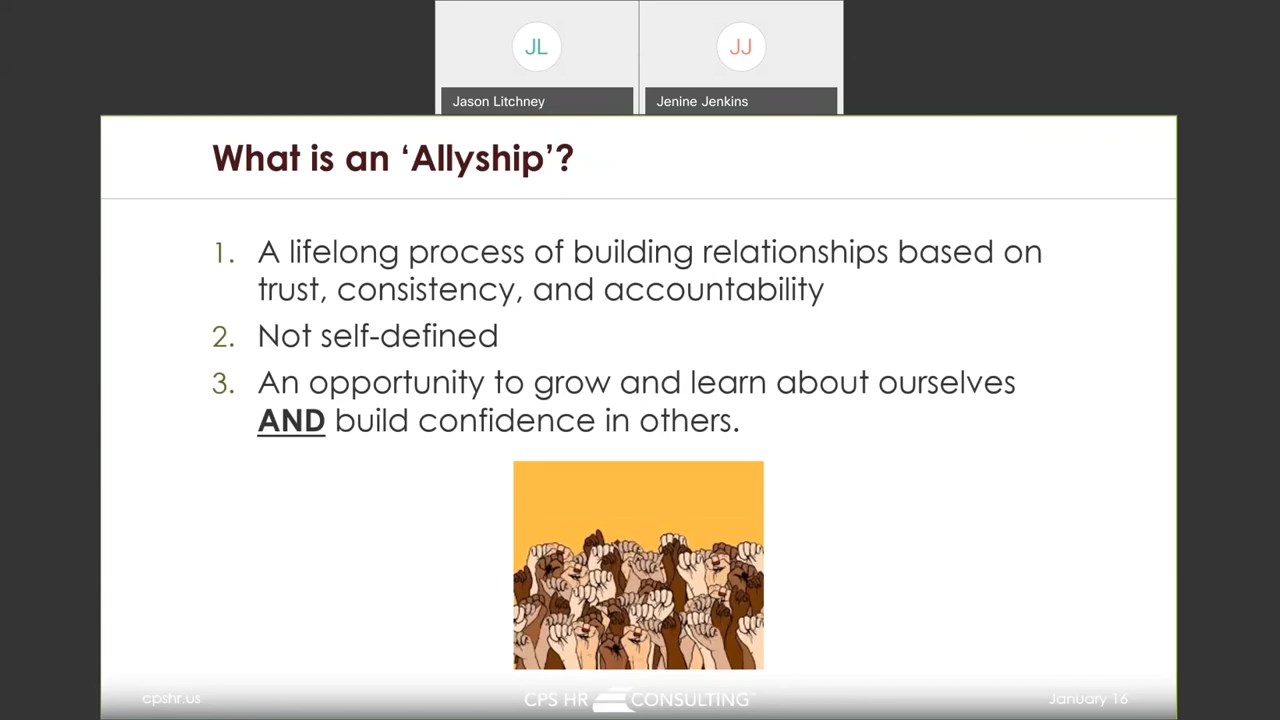 JL
JJ
Jason Litchney
Jenine Jenkins
What is an ‘Allyship’?
1. A lifelong process of building relationships based on
trust, consistency, and accountability
2. Not self-defined
3. An opportunity to grow and learn about ourselves
AND build confidence in others.
cpshr.us
CPS HR CONSULTING™
January 16